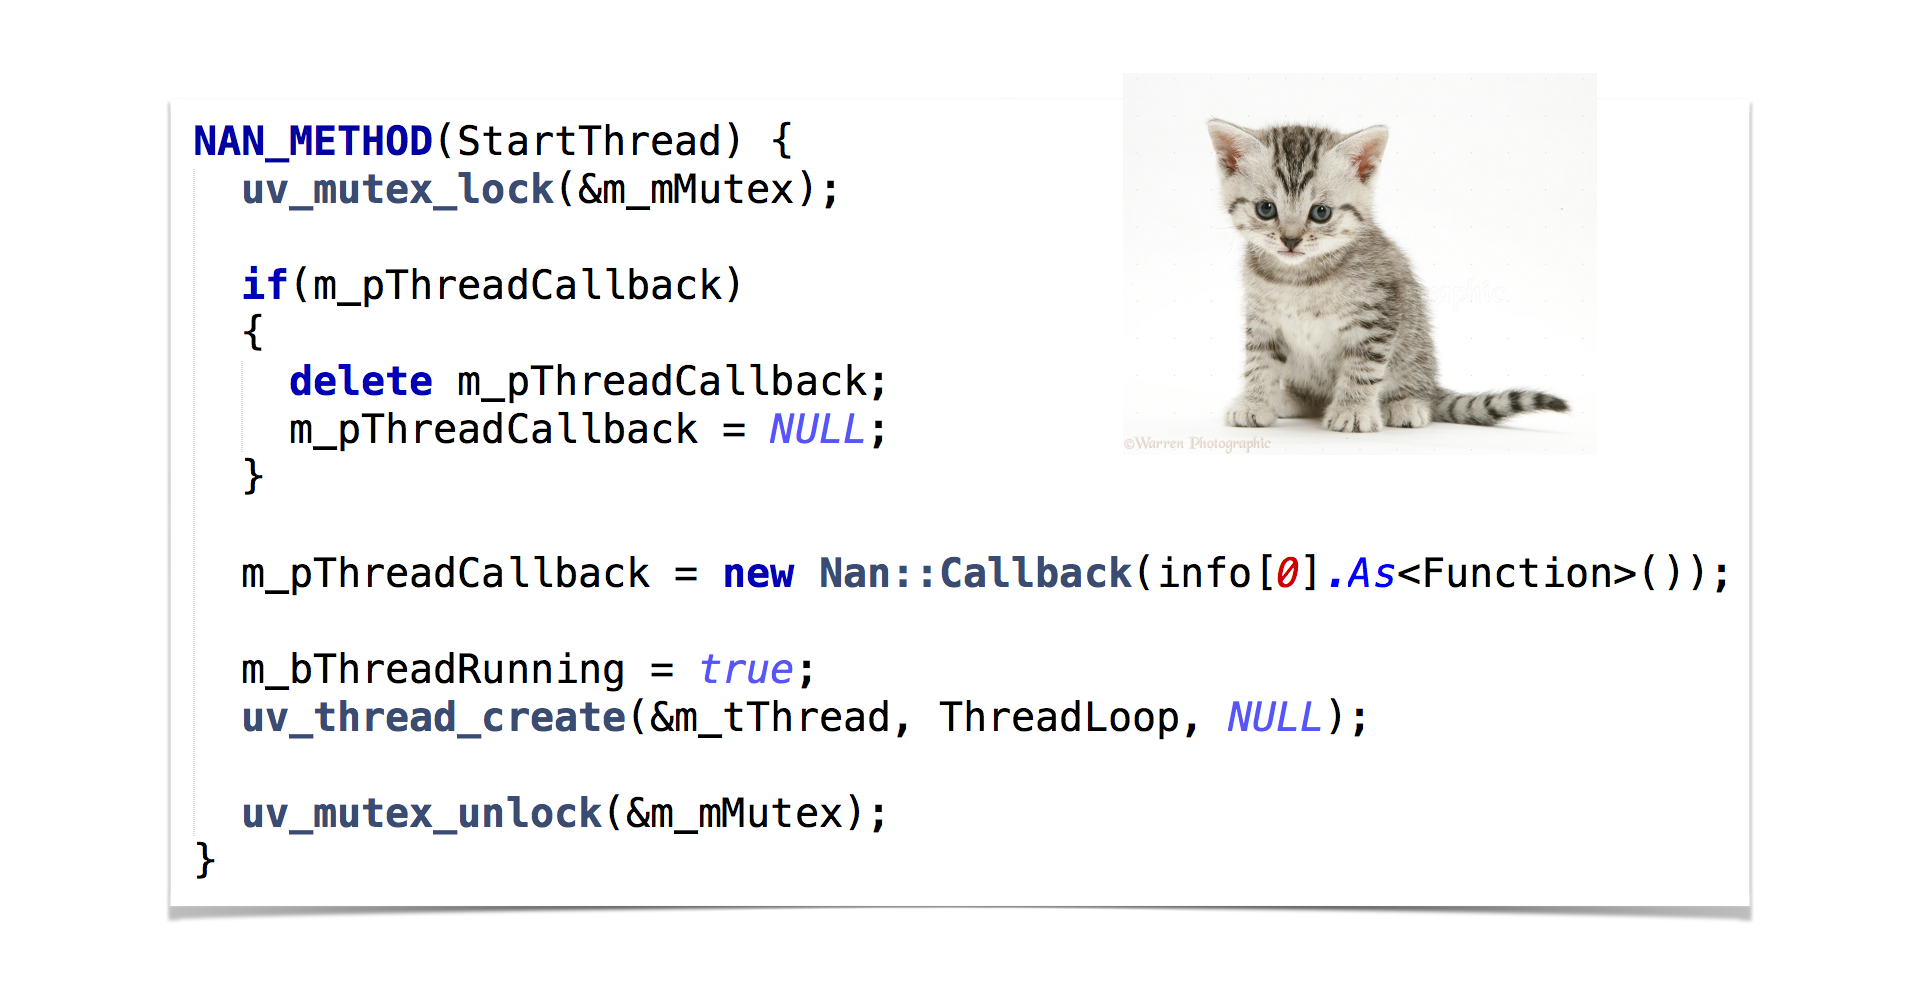 NAN_METHOD(StartThread) {
uv_mutex_lock(&m_mMutex);
if(m_pThreadCallback)
{
delete m_pThreadCallback;
m_pThreadCallback = NULL;
}
m_pThreadCallback = new Nan::Callback(info[0].As<Function>());
m_bThreadRunning = true;
uv_thread_create(&m_tThread, ThreadLoop, NULL);
uv_mutex_unlock(&m_mMutex);
}
©Warren Photographic